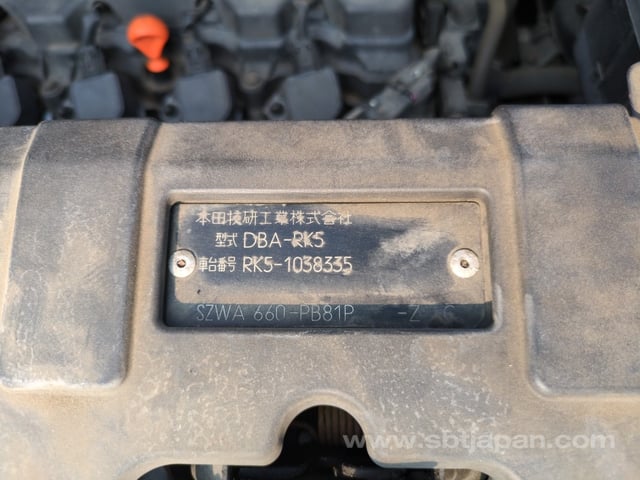 本田技研工業株式会社
型式 DBA-RK5
車台番号 RK5-1038335
SZWA 660-PB81P -Z C
www.sbtjapan.com